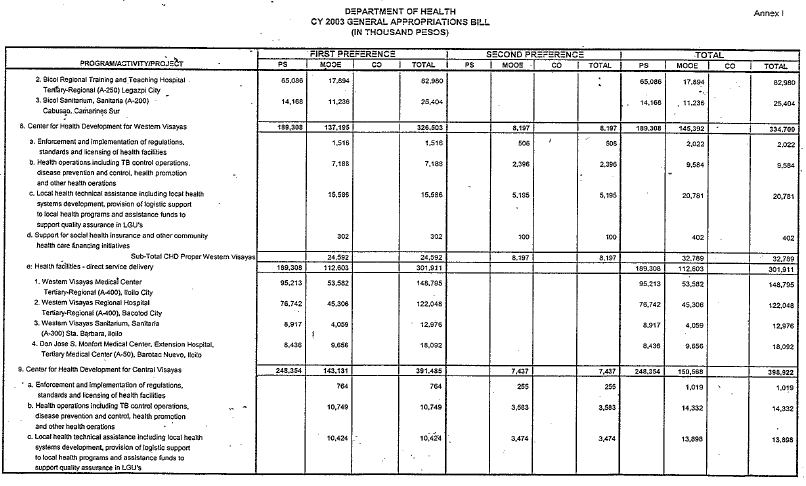 DEPARTMENT OF HEALTH
Annex I
CY 2003 GENERAL APPROPRIATIONS BILL
(IN THOUSAND PESOS)
FIRST PREFERENCE SECOND PREFERENCE TOTAL
PROGRAM/ACTIVITY/PROJECT PS MOOE CO TOTAL PS MOOE CO TOTAL PS MOOE CO TOTAL
2. Bicol Regional Training and Teaching Hospital 65,086 17,894 82,980 65,086 17,894 82,980
Tertiary-Regional (A-250) Legazpi City
3. Bicol Sanitarium, Sanitaria (A-200) 14,168 11,236 25,404 14,168 11,236 25,404
Cabusao, Camarines Sur
8. Center for Health Development for Western Visayas 189,308 137,195 326,503 8,197 8,197 189,308 145,392 334,700
a. Enforcement and implementation of regulations, 1,516 1,516 506 506 2,022 2,022
standards and licensing of health facilities
b. Health operations including TB control operations, 7,188 7,188 2,396 2,396 9,584 9,584
disease prevention and control, health promotion
and other health oerations
c. Local health technical assistance including local health 15,586 15,586 5,195 5,195 20,781 20,781
systems development, provision of logistic support
to local health programs and assistance funds to
support quality assurance in LGU's
d. Support for social health insurance and other community 302 302 100 100 402 402
health care financing initiatives
Sub-Total CHD Proper Western Visayas 24,592 24,592 8,197 8,197 32,789 32,789
e. Health facilities - direct service delivery 189,308 112,603 301,911 189,308 112,603 301,911
1. Western Visayas Medical Center 95,213 53,582 148,795 95,213 53,582 148,795
Tertiary-Regional (A-400), Iloilo City
2. Western Visayas Regional Hospital 76,742 45,306 122,048 76,742 45,306 122,048
Tertiary-Regional (A-400), Bacolod City
3. Western Visayas Sanitarium, Sanitaria 8,917 4,059 12,976 8,917 4,059 12,976
(A-300) Sta. Barbara, Iloilo
4. Don Jose S. Monfort Medical Center, Extension Hospital, 8,436 9,656 18,092 8,436 9,656 18,092
Tertiary Medical Center (A-50), Barotac Nuevo, Iloilo
9. Center for Health Development for Central Visayas 248,354 143,131 391,485 7,437 7,437 248,354 150,568 398,922
a. Enforcement and implementation of regulations, 764 764 255 255 1,019 1,019
standards and licensing of health facilities
b. Health operations including TB control operations, 10,749 10,749 3,583 3,583 14,332 14,332
disease prevention and control, health promotion
and other health oerations
c. Local health technical assistance including local health 10,424 10,424 3,474 3,474 13,898 13,898
systems development, provision of logistic support
to local health programs and assistance funds to
support quality assurance in LGU's